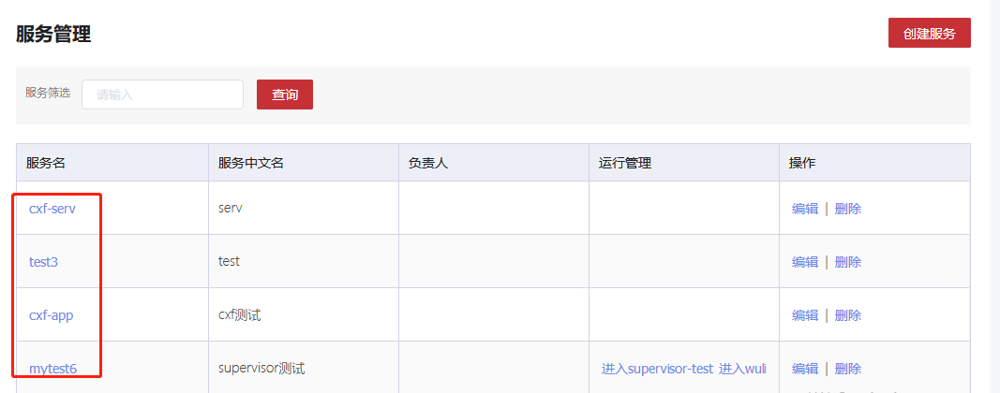 服务管理
创建服务
服务筛选 请输入 查询
服务名 服务中文名 负责人 运行管理 操作
cxf-serv serv 编辑 | 删除
test3 test 编辑 | 删除
cxf-app cxf测试 编辑 | 删除
mytest6 supervisor测试 进入supervisor-test 进入wuli 编辑 | 删除